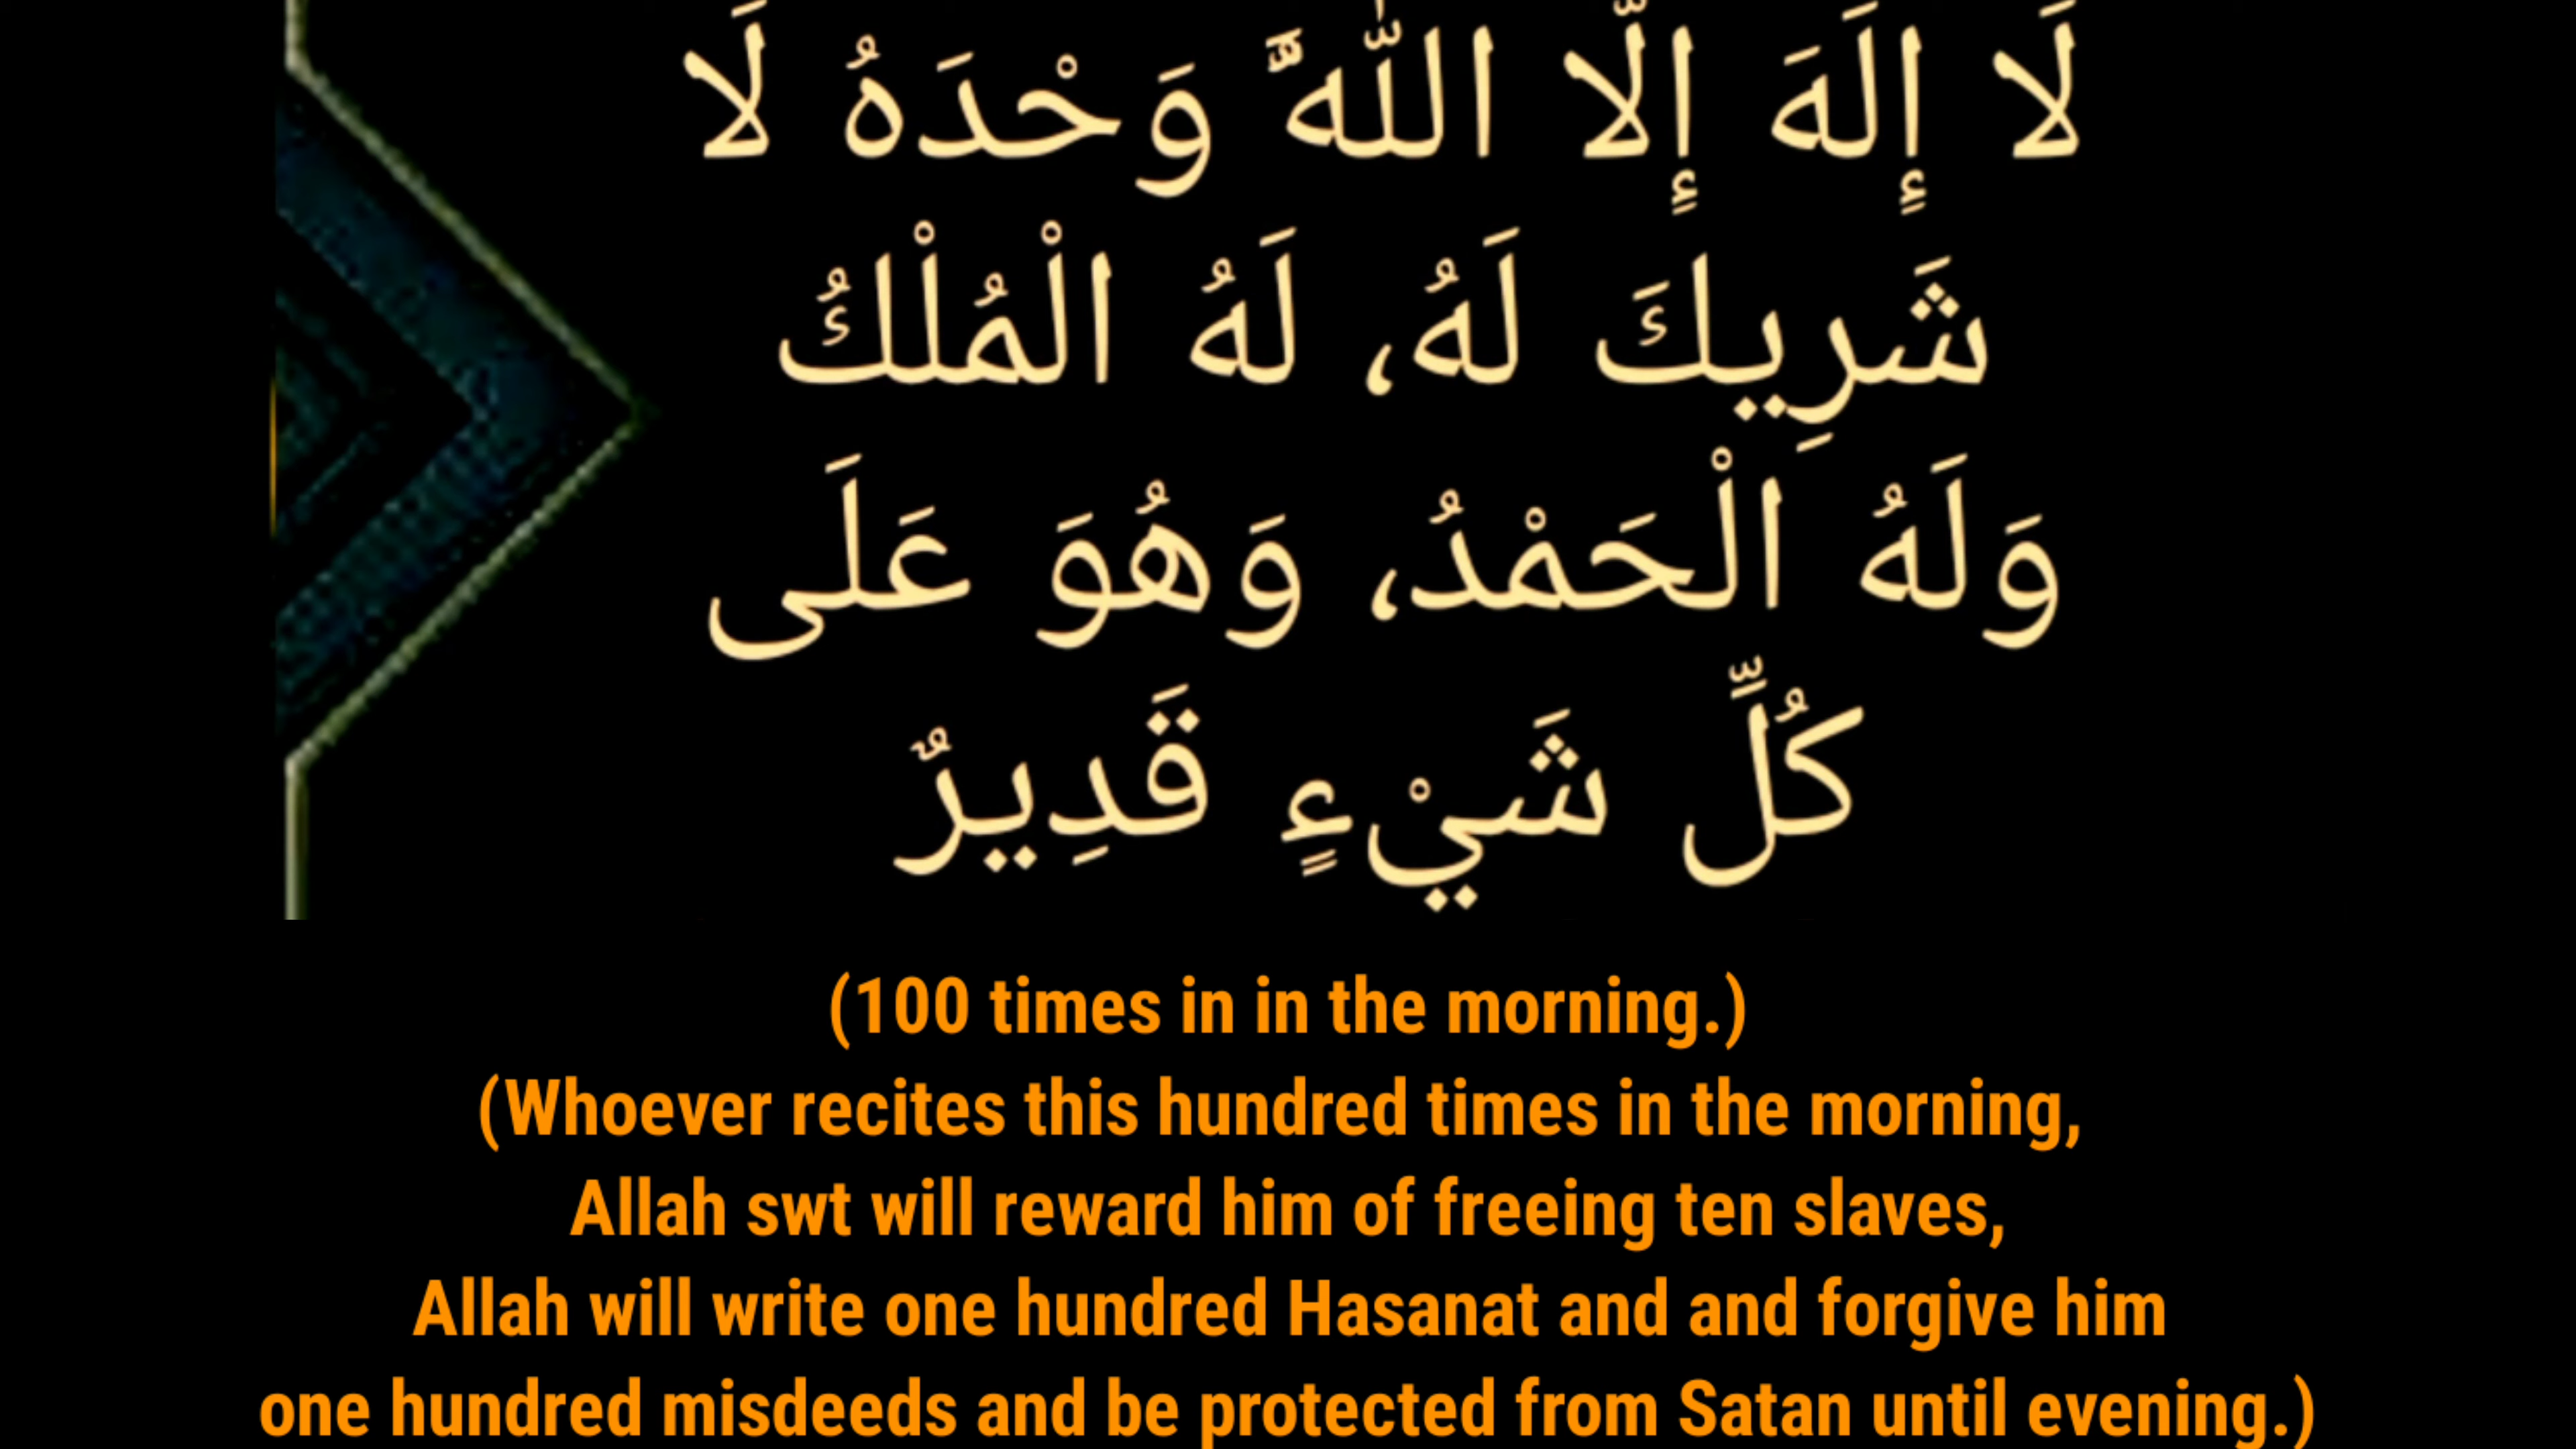 لَا إِلَهَ إِلَّا اللَّهُ وَحْدَهُ لَا
شَرِيكَ لَهُ، لَهُ الْمُلْكُ
وَلَهُ الْحَمْدُ، وَهُوَ عَلَى
كُلِّ شَيْءٍ قَدِيرٌ
(100 times in in the morning.)
(Whoever recites this hundred times in the morning,
Allah swt will reward him of freeing ten slaves,
Allah will write one hundred Hasanat and and forgive him
one hundred misdeeds and be protected from Satan until evening.)